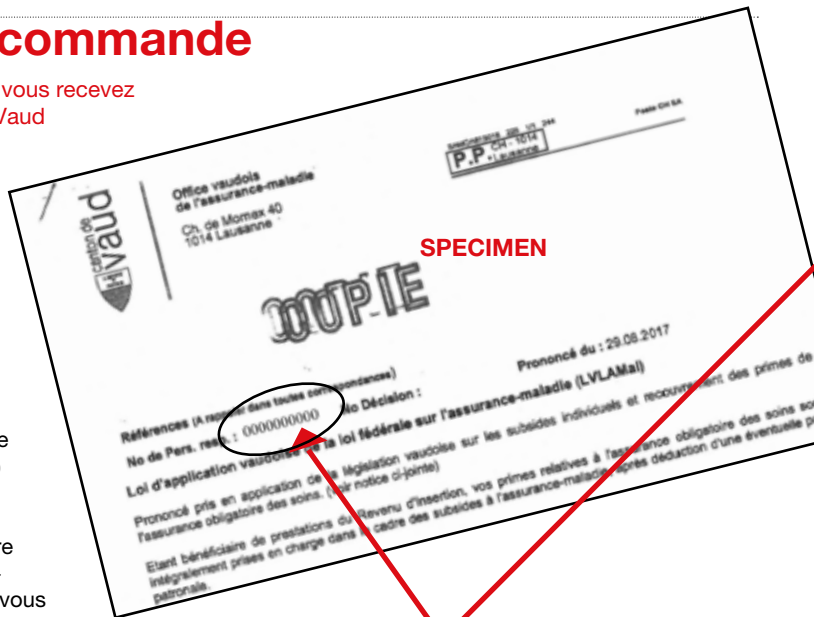 commande
vous recevez
Vaud
SPECIMEN
canton de
vaud
Office vaudois
de l'assurance-maladie
Ch. de Mornex 40
1014 Lausanne
P.P. CH - 1014
Lausanne
Poste CH SA
COUPIE
Prononcé du : 29.08.2017
Références (A rappeler dans toutes correspondances)
No de Pers. resp. : 0000000000 No Décision :
Loi d'application vaudoise de la loi fédérale sur l'assurance-maladie (LVLAMal)
Prononcé pris en application de la législation vaudoise sur les subsides individuels et recouvrement des primes de
l'assurance obligatoire des soins. (voir notice ci-jointe)
Etant bénéficiaire de prestations du Revenu d'insertion, vos primes relatives à l'assurance obligatoire des soins
intégralement prises en charge dans le cadre des subsides à l'assurance-maladie, après déduction d'une éventuelle
patronale.
vous